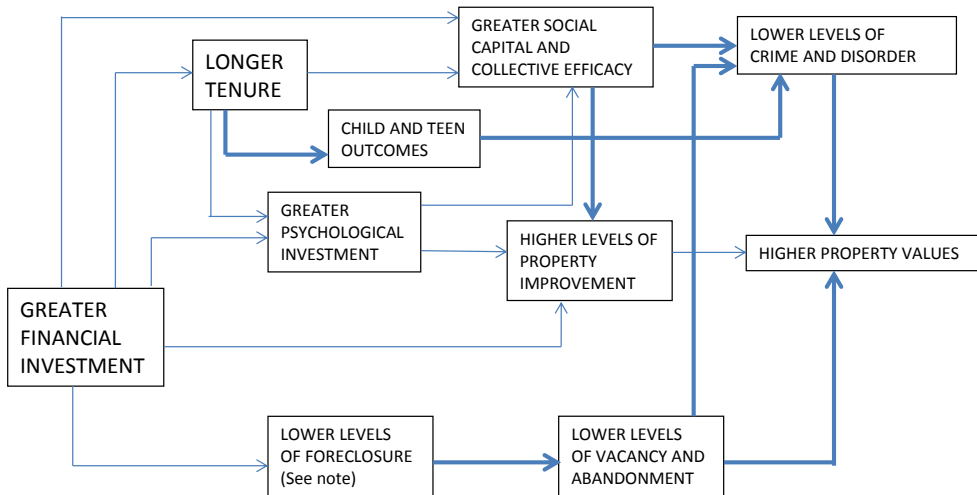 GREATER SOCIAL
CAPITAL AND
COLLECTIVE EFFICACY
LOWER LEVELS OF
CRIME AND DISORDER
LONGER
TENURE
CHILD AND TEEN
OUTCOMES
GREATER
PSYCHOLOGICAL
INVESTMENT
HIGHER LEVELS OF
PROPERTY
IMPROVEMENT
HIGHER PROPERTY VALUES
GREATER
FINANCIAL
INVESTMENT
LOWER LEVELS
OF FORECLOSURE
(See note)
LOWER LEVELS
OF VACANCY AND
ABANDONMENT